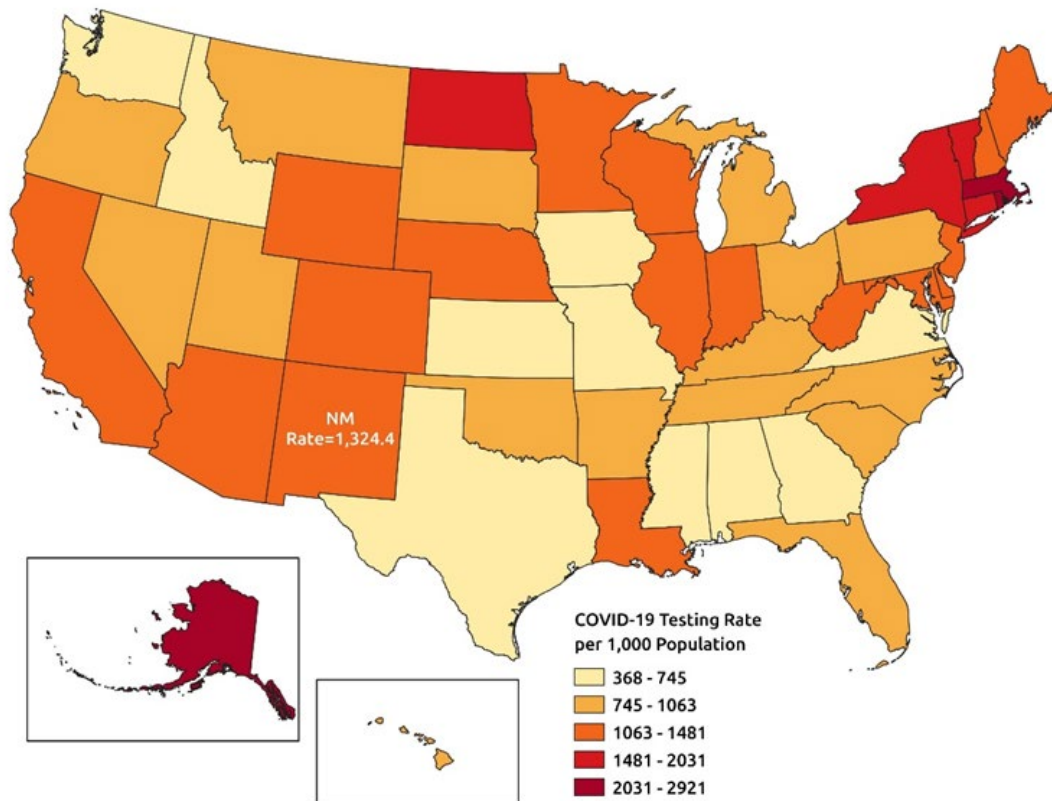 NM
Rate=1,324.4
COVID-19 Testing Rate
per 1,000 Population
368 - 745
745 - 1063
1063 - 1481
1481 - 2031
2031 - 2921